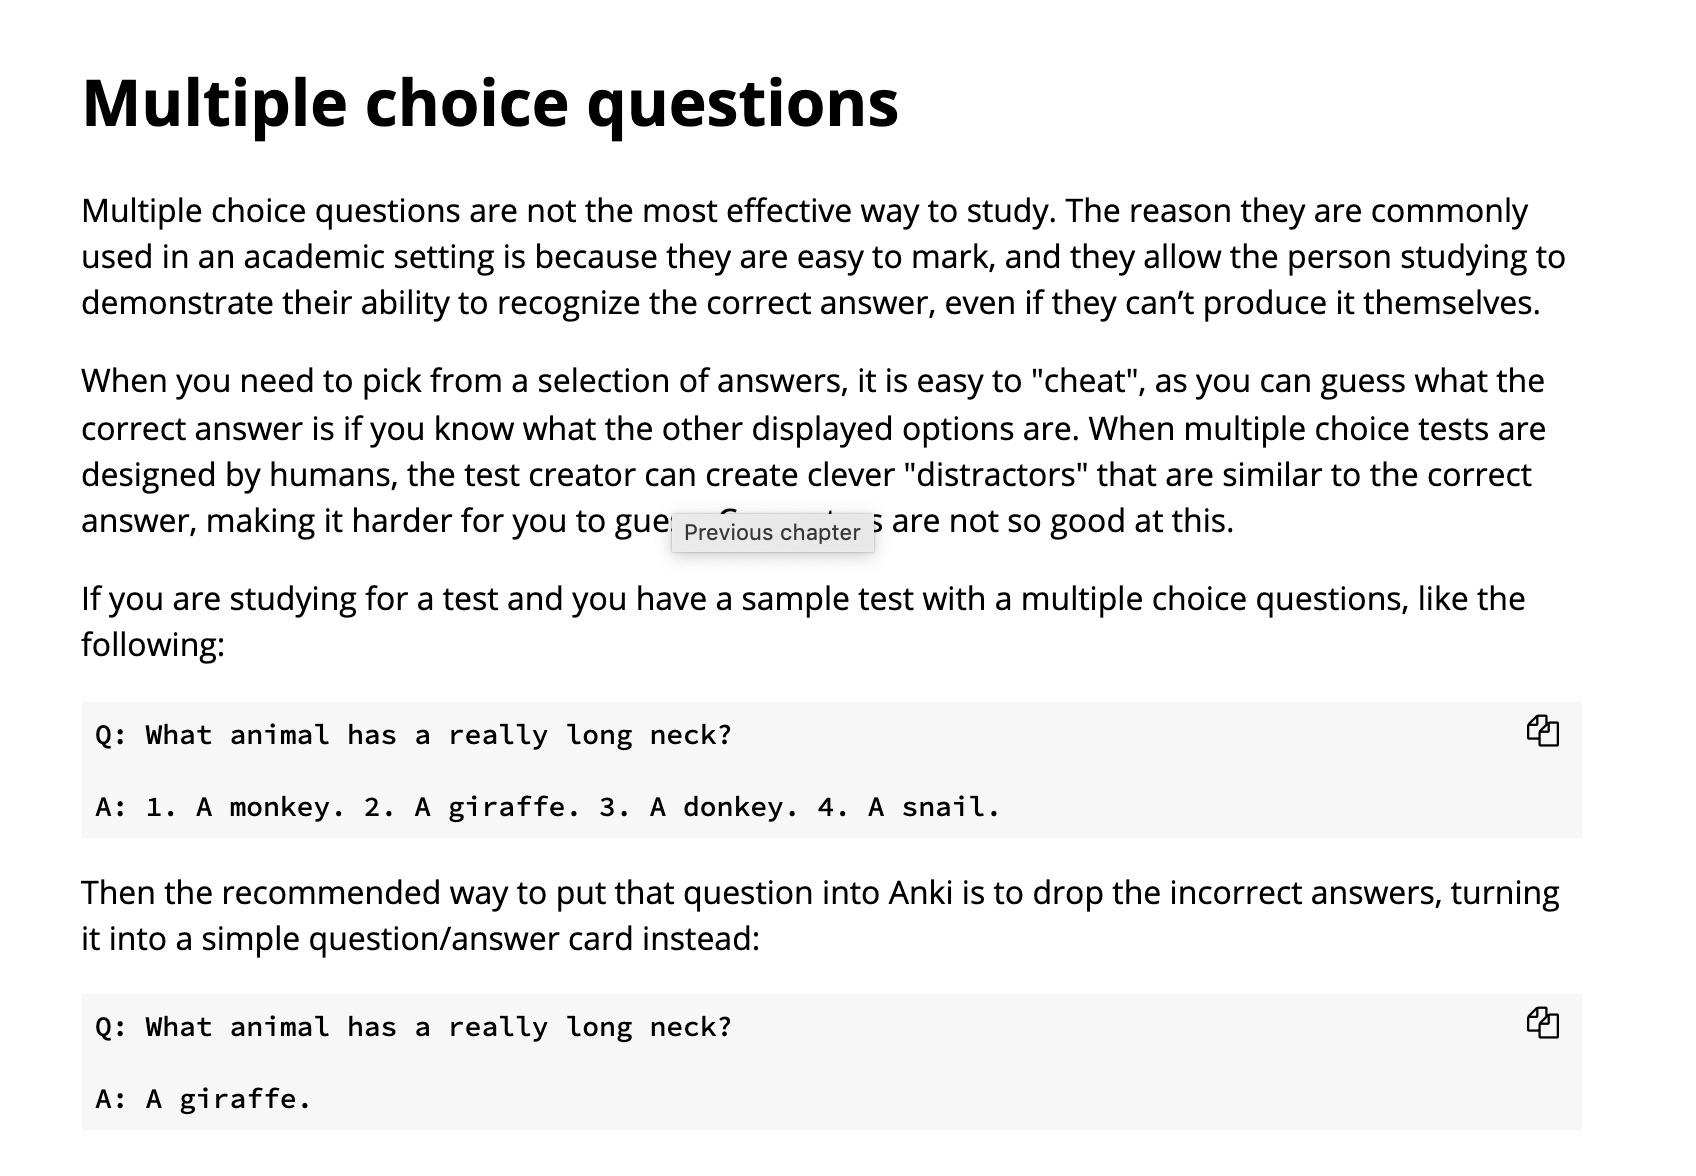 Multiple choice questions
Multiple choice questions are not the most effective way to study. The reason they are commonly
used in an academic setting is because they are easy to mark, and they allow the person studying to
demonstrate their ability to recognize the correct answer, even if they can’t produce it themselves.
When you need to pick from a selection of answers, it is easy to "cheat", as you can guess what the
correct answer is if you know what the other displayed options are. When multiple choice tests are
designed by humans, the test creator can create clever "distractors" that are similar to the correct
answer, making it harder for you to are not so good at this.
Previous chapter
If you are studying for a test and you have a sample test with a multiple choice questions, like the
following:
Q: What animal has a really long neck?
A: 1. A monkey. 2. A giraffe. 3. A donkey. 4. A snail.
Then the recommended way to put that question into Anki is to drop the incorrect answers, turning
it into a simple question/answer card instead:
Q: What animal has a really long neck?
A: A giraffe.